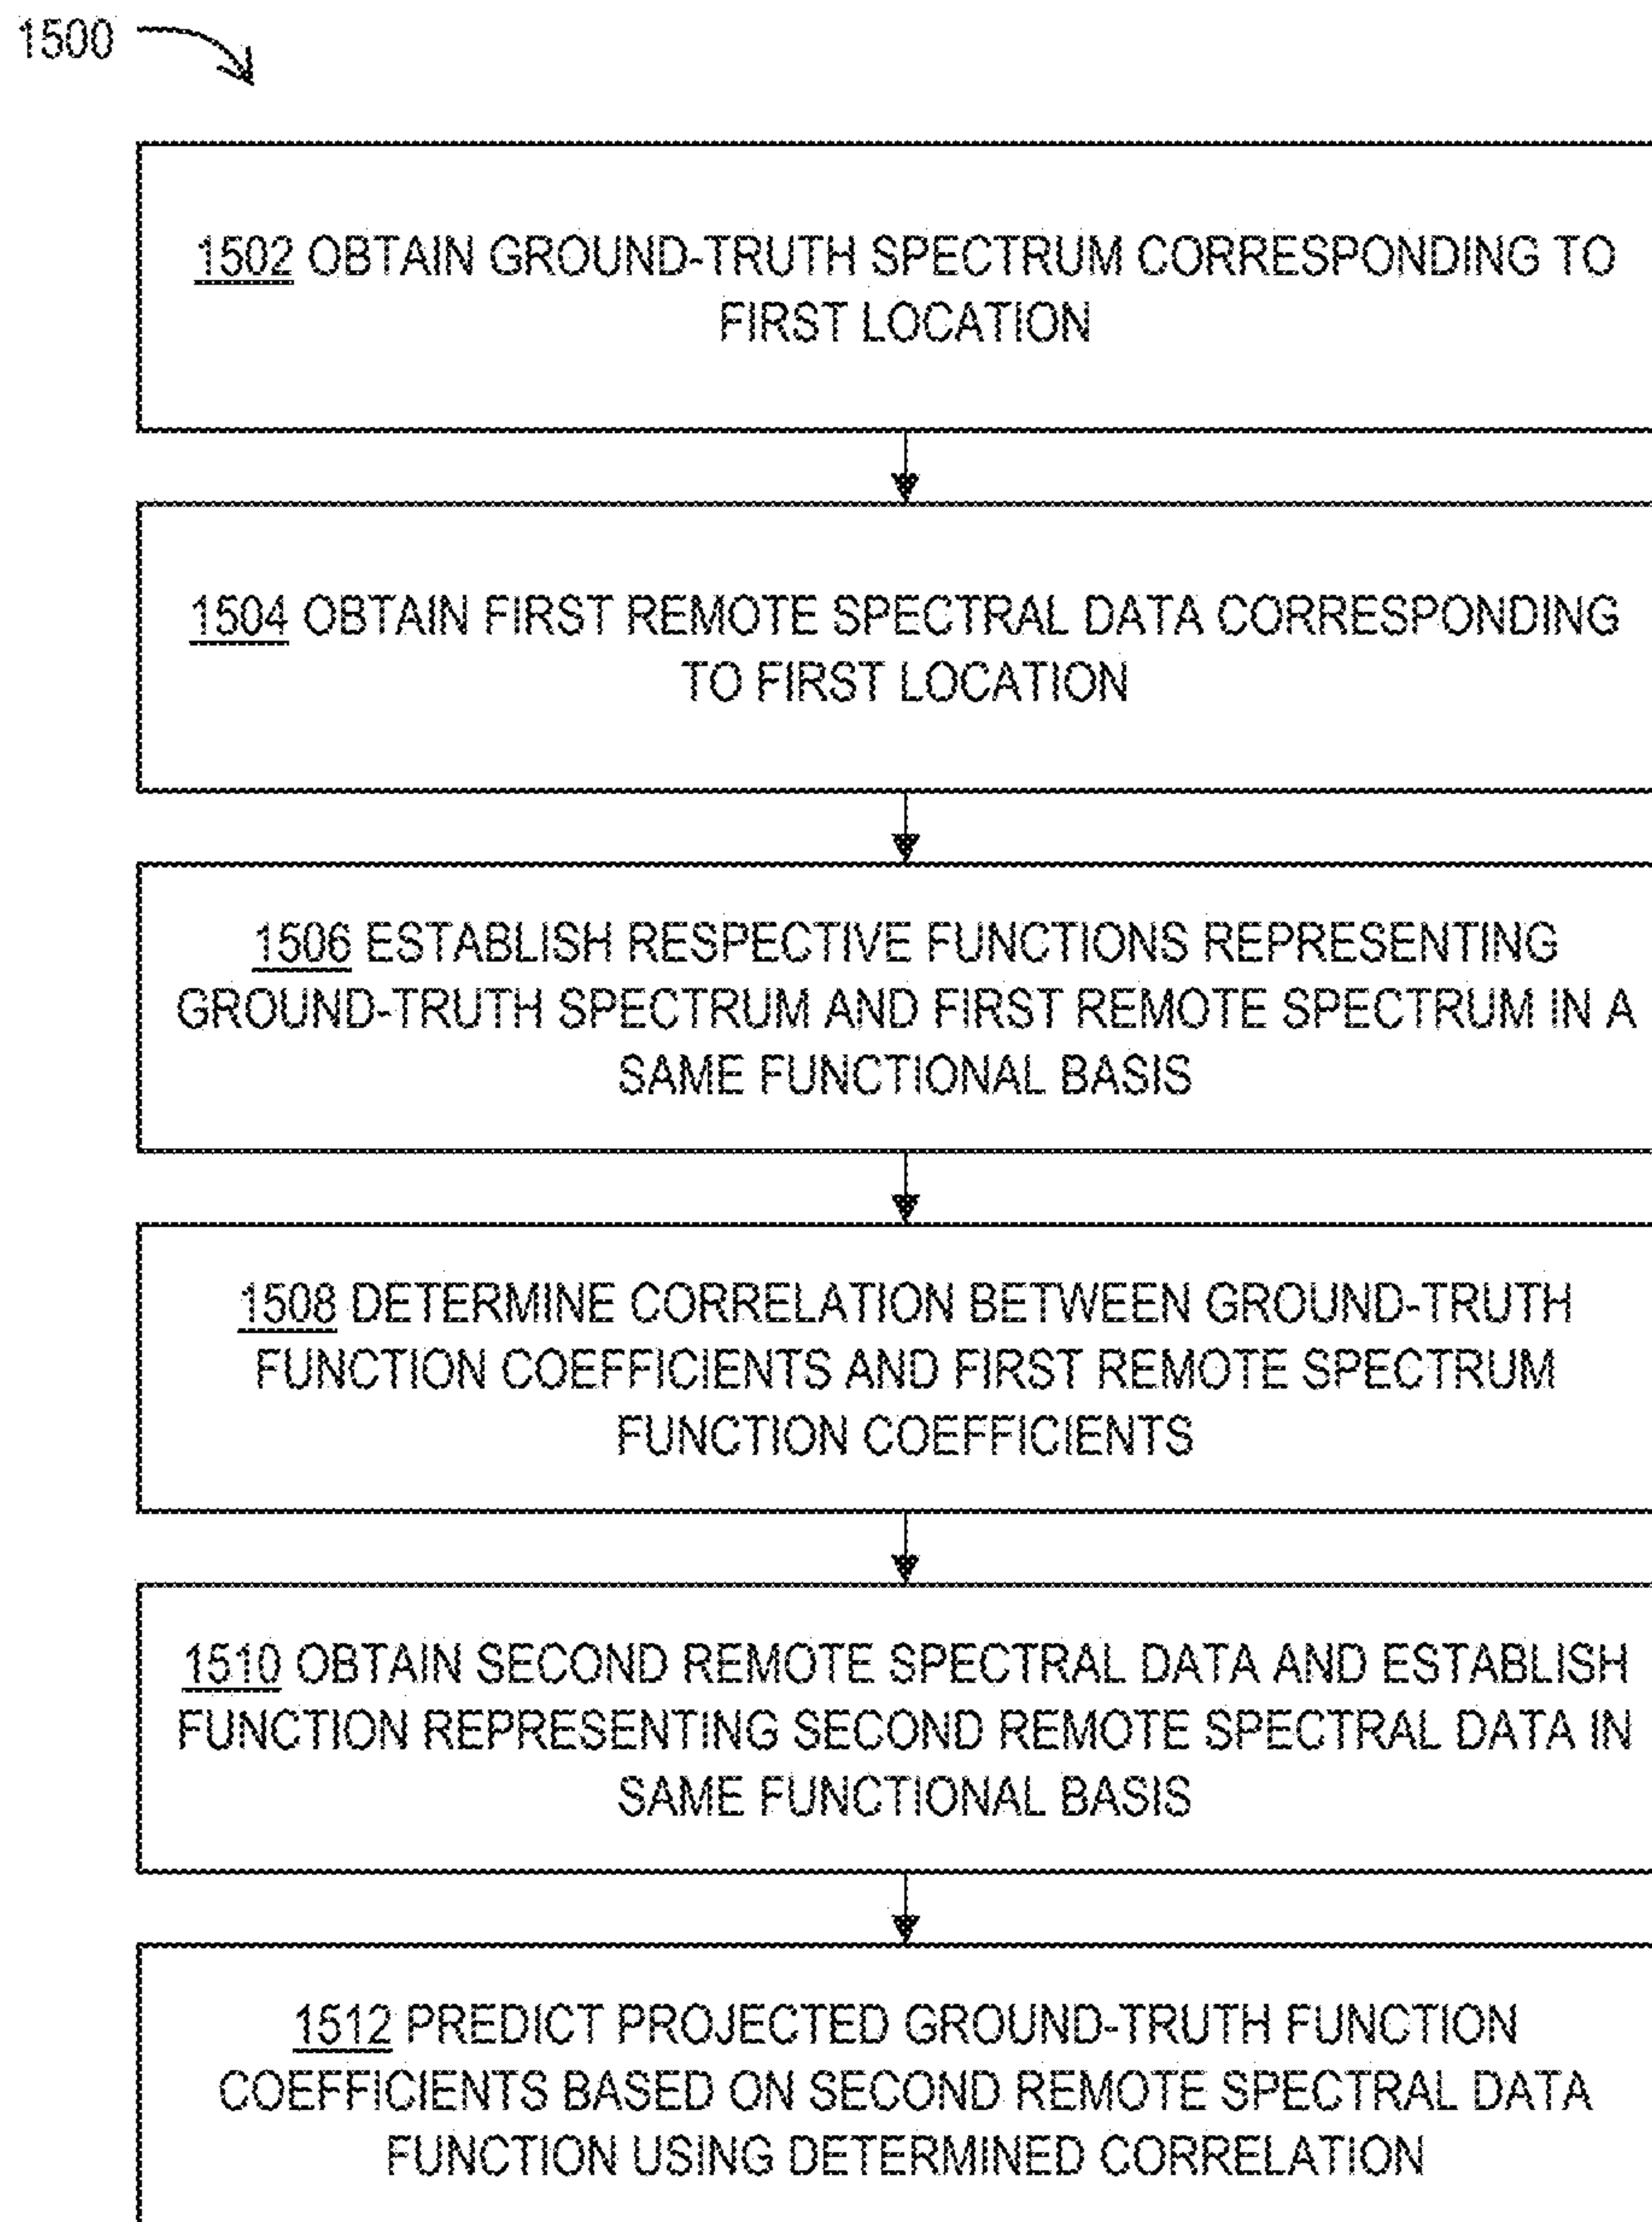 1500
1502 OBTAIN GROUND-TRUTH SPECTRUM CORRESPONDING TO
FIRST LOCATION
1504 OBTAIN FIRST REMOTE SPECTRAL DATA CORRESPONDING
TO FIRST LOCATION
1506 ESTABLISH RESPECTIVE FUNCTIONS REPRESENTING
GROUND-TRUTH SPECTRUM AND FIRST REMOTE SPECTRUM IN A
SAME FUNCTIONAL BASIS
1508 DETERMINE CORRELATION BETWEEN GROUND-TRUTH
FUNCTION COEFFICIENTS AND FIRST REMOTE SPECTRUM
FUNCTION COEFFICIENTS
1510 OBTAIN SECOND REMOTE SPECTRAL DATA AND ESTABLISH
FUNCTION REPRESENTING SECOND REMOTE SPECTRAL DATA IN
SAME FUNCTIONAL BASIS
1512 PREDICT PROJECTED GROUND-TRUTH FUNCTION
COEFFICIENTS BASED ON SECOND REMOTE SPECTRAL DATA
FUNCTION USING DETERMINED CORRELATION